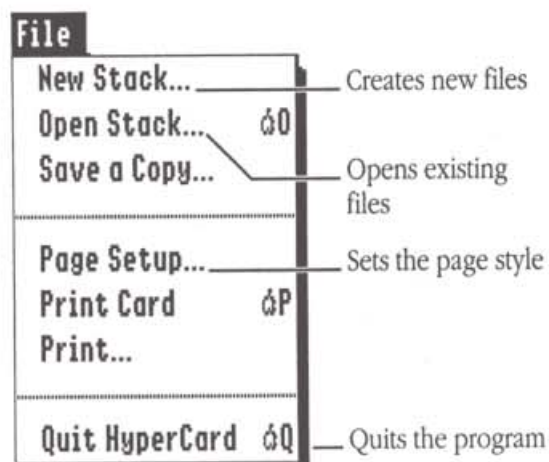 File
New Stack... Creates new files
Open Stack... O
Save a Copy... Opens existing
files
Page Setup... Sets the page style
Print Card P
Print...
Quit HyperCard Q Quits the program